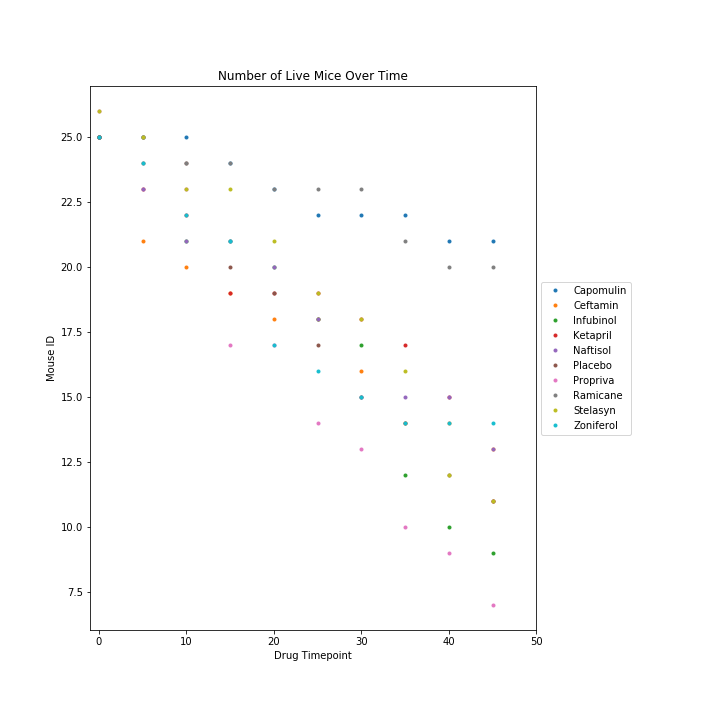 Number of Live Mice Over Time
25.0
22.5
20.0
17.5
15.0
12.5
10.0
7.5
Mouse ID
0 10 20 30 40 50
Drug Timepoint
Capomulin
Ceftamin
Infubinol
Ketapril
Naftisol
Placebo
Propriva
Ramicane
Stelasyn
Zoniferol